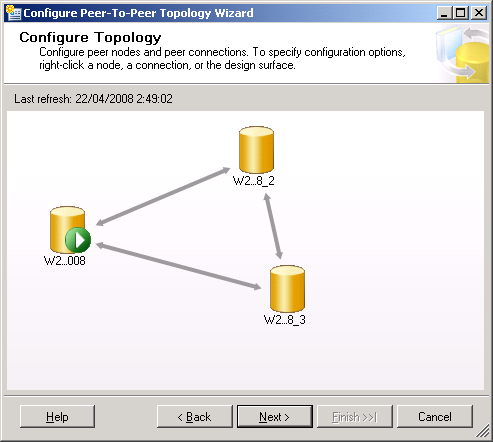 Configure Peer-To-Peer Topology Wizard
Configure Topology
Configure peer nodes and peer connections. To specify configuration options,
right-click a node, a connection, or the design surface.
Last refresh: 22/04/2008 2:49:02
W2...8_2
W2...008
W2...8_3
Help
< Back
Next >
Finish >>|
Cancel